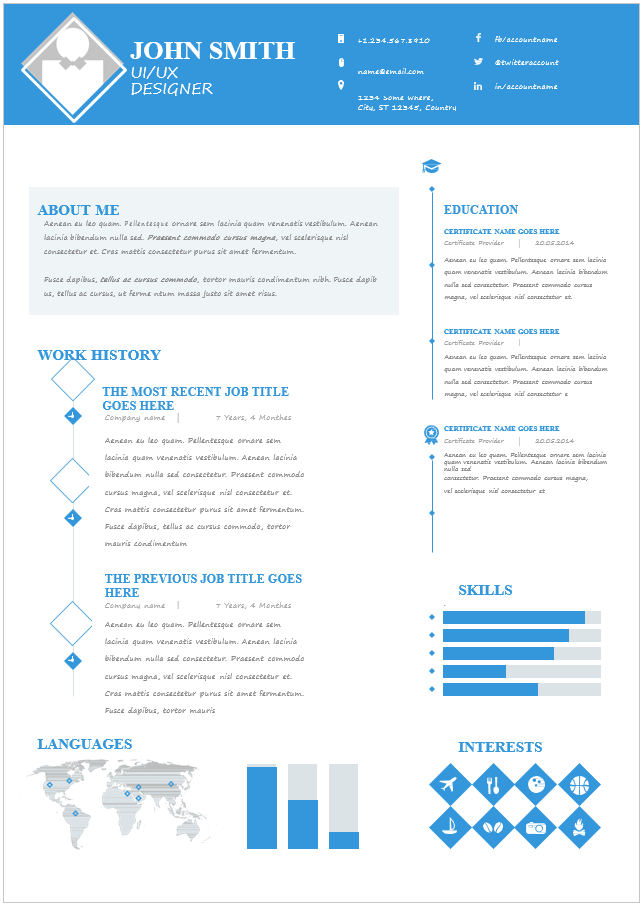 JOHN SMITH
UI/UX
DESIGNER
+1.234.567.8910
name@email.com
1234 Some Where,
City, ST 12345, Country
fb/accountname
@twitteraccount
in/accountname
ABOUT ME
Aenean eu leo quam. Pellentesque ornare sem lacinia quam venenatis vestibulum. Aenean
lacinia bibendum nulla sed. Praesent commodo cursus magna, vel scelerisque nisl
consectetur et. Cras mattis consectetur purus sit amet fermentum.
Fusce dapibus, tellus ac cursus commodo, tortor mauris condimentum nibh. Fusce dapib
us, tellus ac cursus, ut ferme ntum massa justo sit amet risus.
WORK HISTORY
THE MOST RECENT JOB TITLE
GOES HERE
Company name | 7 Years, 4 Monthes
Aenean eu leo quam. Pellentesque ornare sem
lacinia quam venenatis vestibulum. Aenean lacinia
bibendum nulla sed consectetur. Praesent commodo
cursus magna, vel scelerisque nisl consectetur et.
Cras mattis consectetur purus sit amet fermentum.
Fusce dapibus, tellus ac cursus commodo, tortor
mauris condimentum
THE PREVIOUS JOB TITLE GOES
HERE
Company name | 7 Years, 4 Monthes
Aenean eu leo quam. Pellentesque ornare sem
lacinia quam venenatis vestibulum. Aenean lacinia
bibendum nulla sed consectetur. Praesent commodo
cursus magna, vel scelerisque nisl consectetur et.
Cras mattis consectetur purus sit amet fermentum.
Fusce dapibus, tortor mauris
LANGUAGES
EDUCATION
CERTIFICATE NAME GOES HERE
Certificate Provider | 20.05.2014
Aenean eu leo quam. Pellentesque ornare sem lacinia
quam venenatis vestibulum. Aenean lacinia bibendum
nulla sed consectetur. Praesent commodo cursus
magna, vel scelerisque nisl consectetur et.
CERTIFICATE NAME GOES HERE
Certificate Provider |
Aenean eu leo quam. Pellentesque ornare sem lacinia
quam venenatis vestibulum. Aenean lacinia bibendum
nulla sed consectetur. Praesent commodo cursus
magna, vel scelerisque nisl consectetur e
CERTIFICATE NAME GOES HERE
Certificate Provider | 20.05.2014
Aenean eu leo quam. Pellentesque ornare sem lacinia
quam venenatis vestibulum. Aenean lacinia bibendum
nulla sed
consectetur. Praesent commodo cursus magna,
vel scelerisque nisl consectetur et
SKILLS
INTERESTS